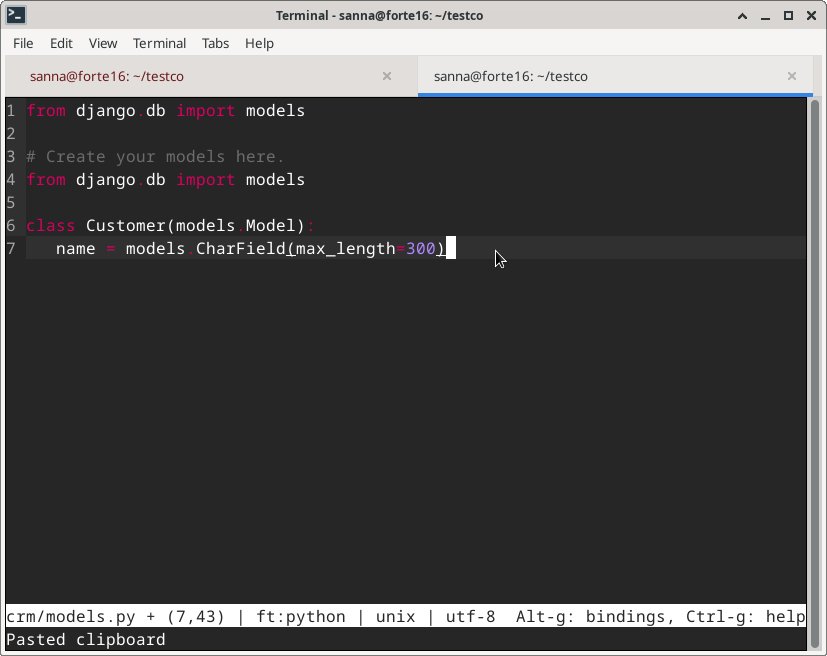 Terminal - sanna@forte16: ~/testco
File Edit View Terminal Tabs Help
sanna@forte16: ~/testco sanna@forte16: ~/testco
1 from django.db import models
2
3 # Create your models here.
4 from django.db import models
5
6 class Customer(models.Model):
7    name = models.CharField(max_length=300)
crm/models.py + (7,43) | ft:python | unix | utf-8  Alt-g: bindings, Ctrl-g: help
Pasted clipboard